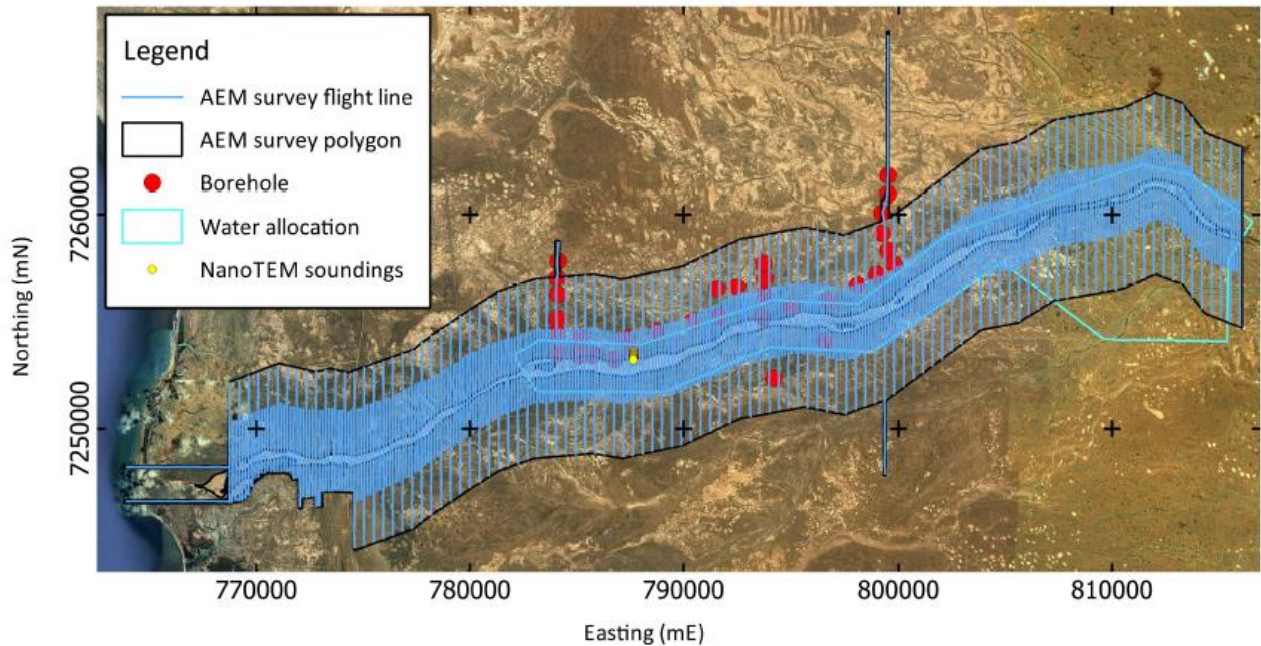 Legend
AEM survey flight line
AEM survey polygon
Borehole
Water allocation
NanoTEM soundings
Northing (mN)
7260000
7250000
770000 780000 790000 800000 810000
Easting (mE)